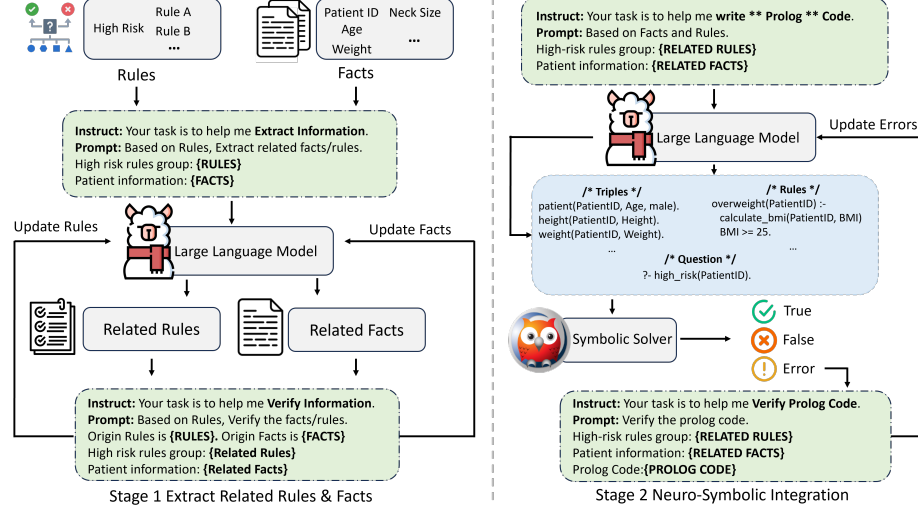 High Risk
Rule A
Rule B
...
Rules
Patient ID
Age
Weight
Neck Size
...
Facts
Instruct: Your task is to help me Extract Information.
Prompt: Based on Rules, Extract related facts/rules.
High risk rules group: {RULES}
Patient information: {FACTS}
Update Rules
Large Language Model
Update Facts
Related Rules
Related Facts
Instruct: Your task is to help me Verify Information.
Prompt: Based on Rules, Verify the facts/rules.
Origin Rules is {RULES}. Origin Facts is {FACTS}
High risk rules group: {Related Rules}
Patient information: {Related Facts}
Stage 1 Extract Related Rules & Facts
Instruct: Your task is to help me write ** Prolog ** Code.
Prompt: Based on Facts and Rules.
High-risk rules group: {RELATED RULES}
Patient information: {RELATED FACTS}
Large Language Model
Update Errors
/* Triples */
patient(PatientID, Age, male).
height(PatientID, Height).
weight(PatientID, Weight).
...
/* Rules */
overweight(PatientID) :-
calculate_bmi(PatientID, BMI)
BMI >= 25.
...
/* Question */
?- high_risk(PatientID).
Symbolic Solver
True
False
Error
Instruct: Your task is to help me Verify Prolog Code.
Prompt: Verify the prolog code.
High-risk rules group: {RELATED RULES}
Patient information: {RELATED FACTS}
Prolog Code:{PROLOG CODE}
Stage 2 Neuro-Symbolic Integration